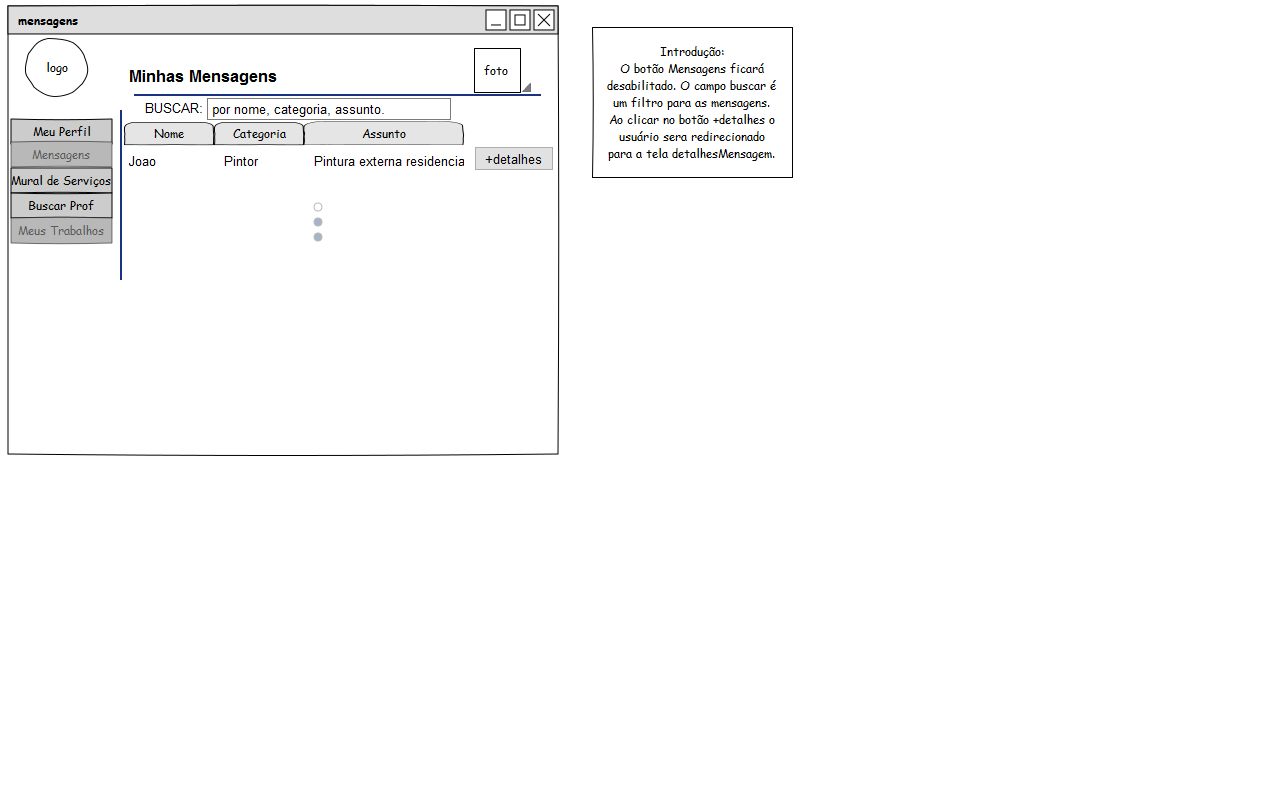 mensagens
logo
Minhas Mensagens
foto
BUSCAR: por nome, categoria, assunto.
Nome Categoria Assunto
Joao Pintor Pintura externa residencia +detalhes
Meu Perfil
Mensagens
Mural de Serviços
Buscar Prof
Meus Trabalhos
Introdução:
O botão Mensagens ficará
desabilitado. O campo buscar é
um filtro para as mensagens.
Ao clicar no botão +detalhes o
usuário sera redirecionado
para a tela detalhesMensagem.